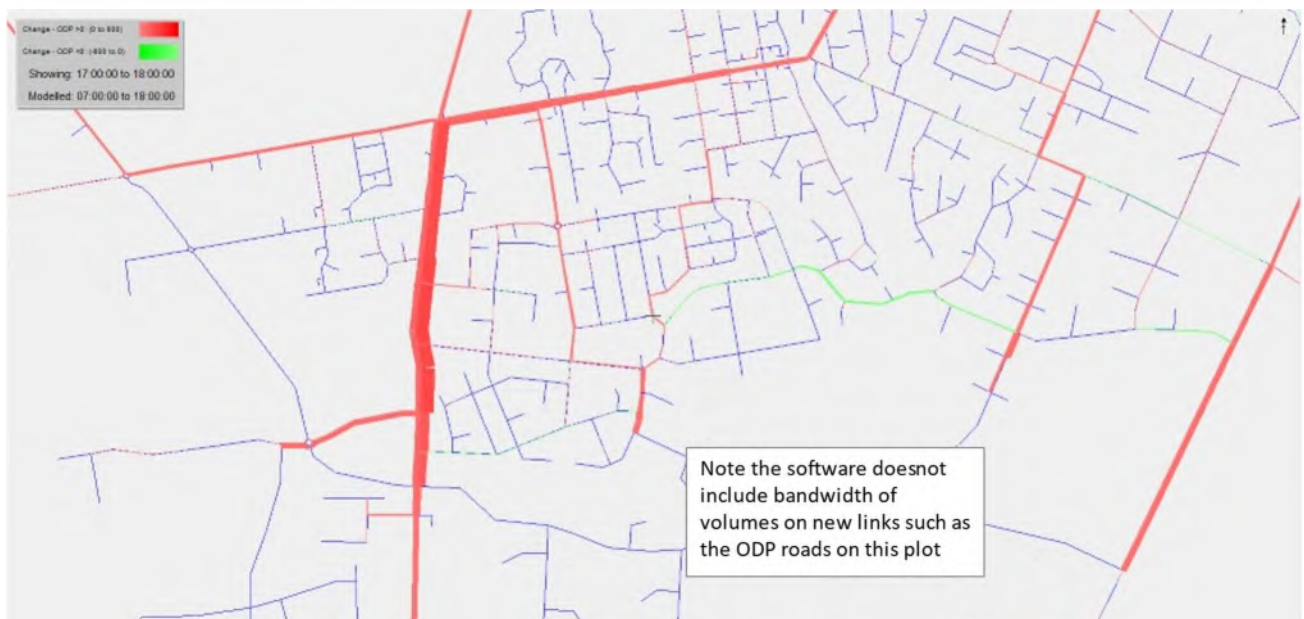 Change - ODP >0 (0 to 800)
Change - ODP <0 (-800 to 0)
Showing: 17:00:00 to 18:00:00
Modelled: 07:00:00 to 18:00:00
Note the software doesnot
include bandwidth of
volumes on new links such as
the ODP roads on this plot